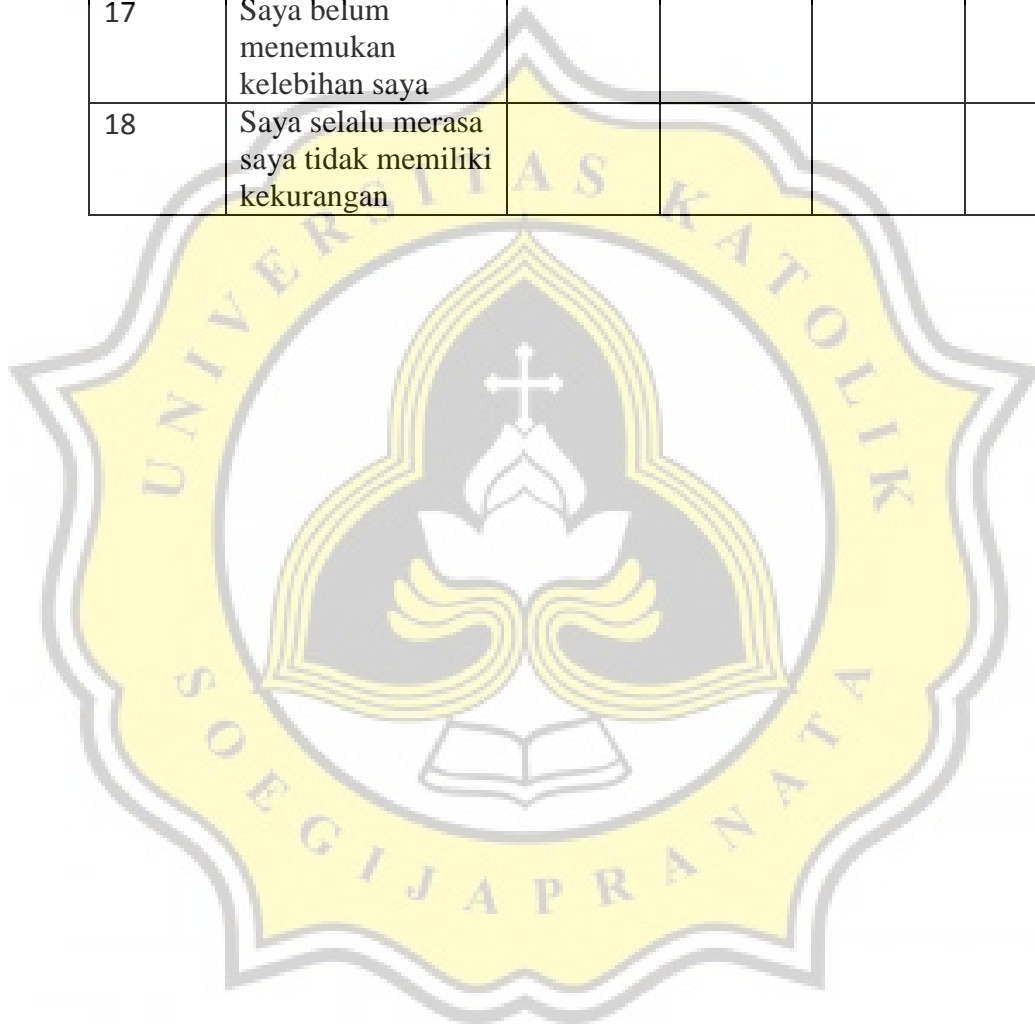 17 Saya belum
menemukan
kelebihan saya
18 Saya selalu merasa
saya tidak memiliki
kekurangan
UNIVERSITAS KATOLIK
SOEGIJAPRANATA